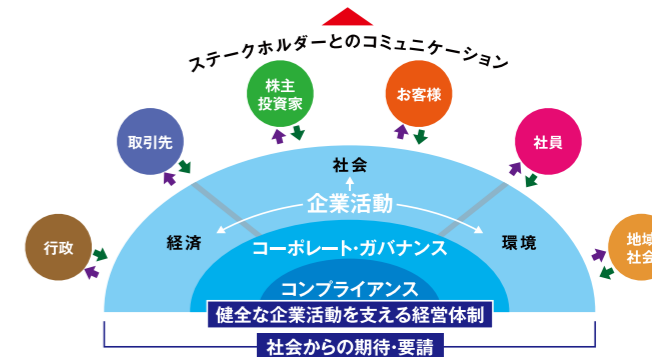 ステークホルダーとのコミュニケーション
株主
投資家
お客様
取引先
社員
社会
企業活動
行政
経済
コーポレート・ガバナンス
環境
地域
社会
コンプライアンス
健全な企業活動を支える経営体制
社会からの期待・要請